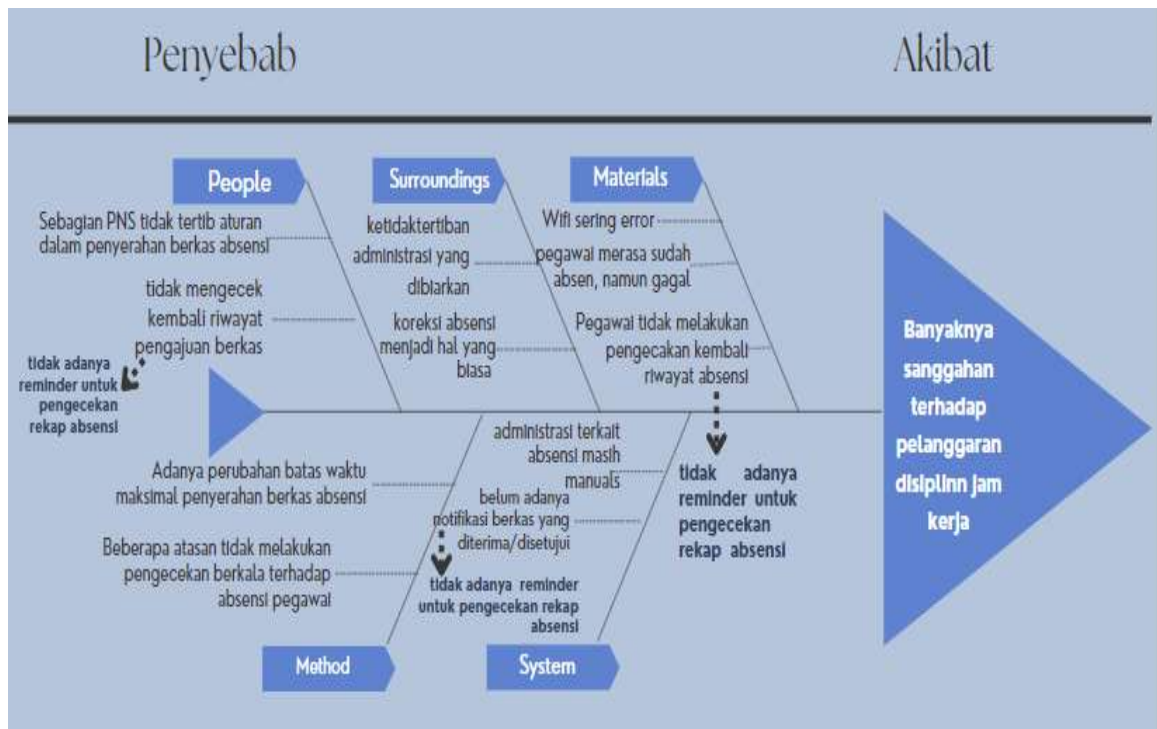 Penyebab
Akibat
People
Surroundings
Materials
Sebagian PNS tidak tertib aturan
dalam penyerahan berkas absensi
tidak mengecek
kembali riwayat
pengajuan berkas
tidak adanya
reminder untuk
pengecekan
rekap absensi
ketidaktertiban
administrasi yang
dibiarkan
koreksi absensi
menjadi hal yang
biasa
Wifi sering error
pegawai merasa sudah
absen, namun gagal
Pegawai tidak melakukan
pengecakan kembali
riwayat absensi
tidak adanya
reminder untuk
pengecekan
rekap absensi
Banyaknya
sanggahan
terhadap
pelanggaran
disiplinn jam
kerja
Adanya perubahan batas waktu
maksimal penyerahan berkas absensi
Beberapa atasan tidak melakukan
pengecekan berkala terhadap
absensi pegawai
administrasi terkait
absensi masih
manuals
belum adanya
notifikasi berkas yang
diterima/disetujui
tidak adanya reminder
untuk pengecekan rekap
absensi
Method
System